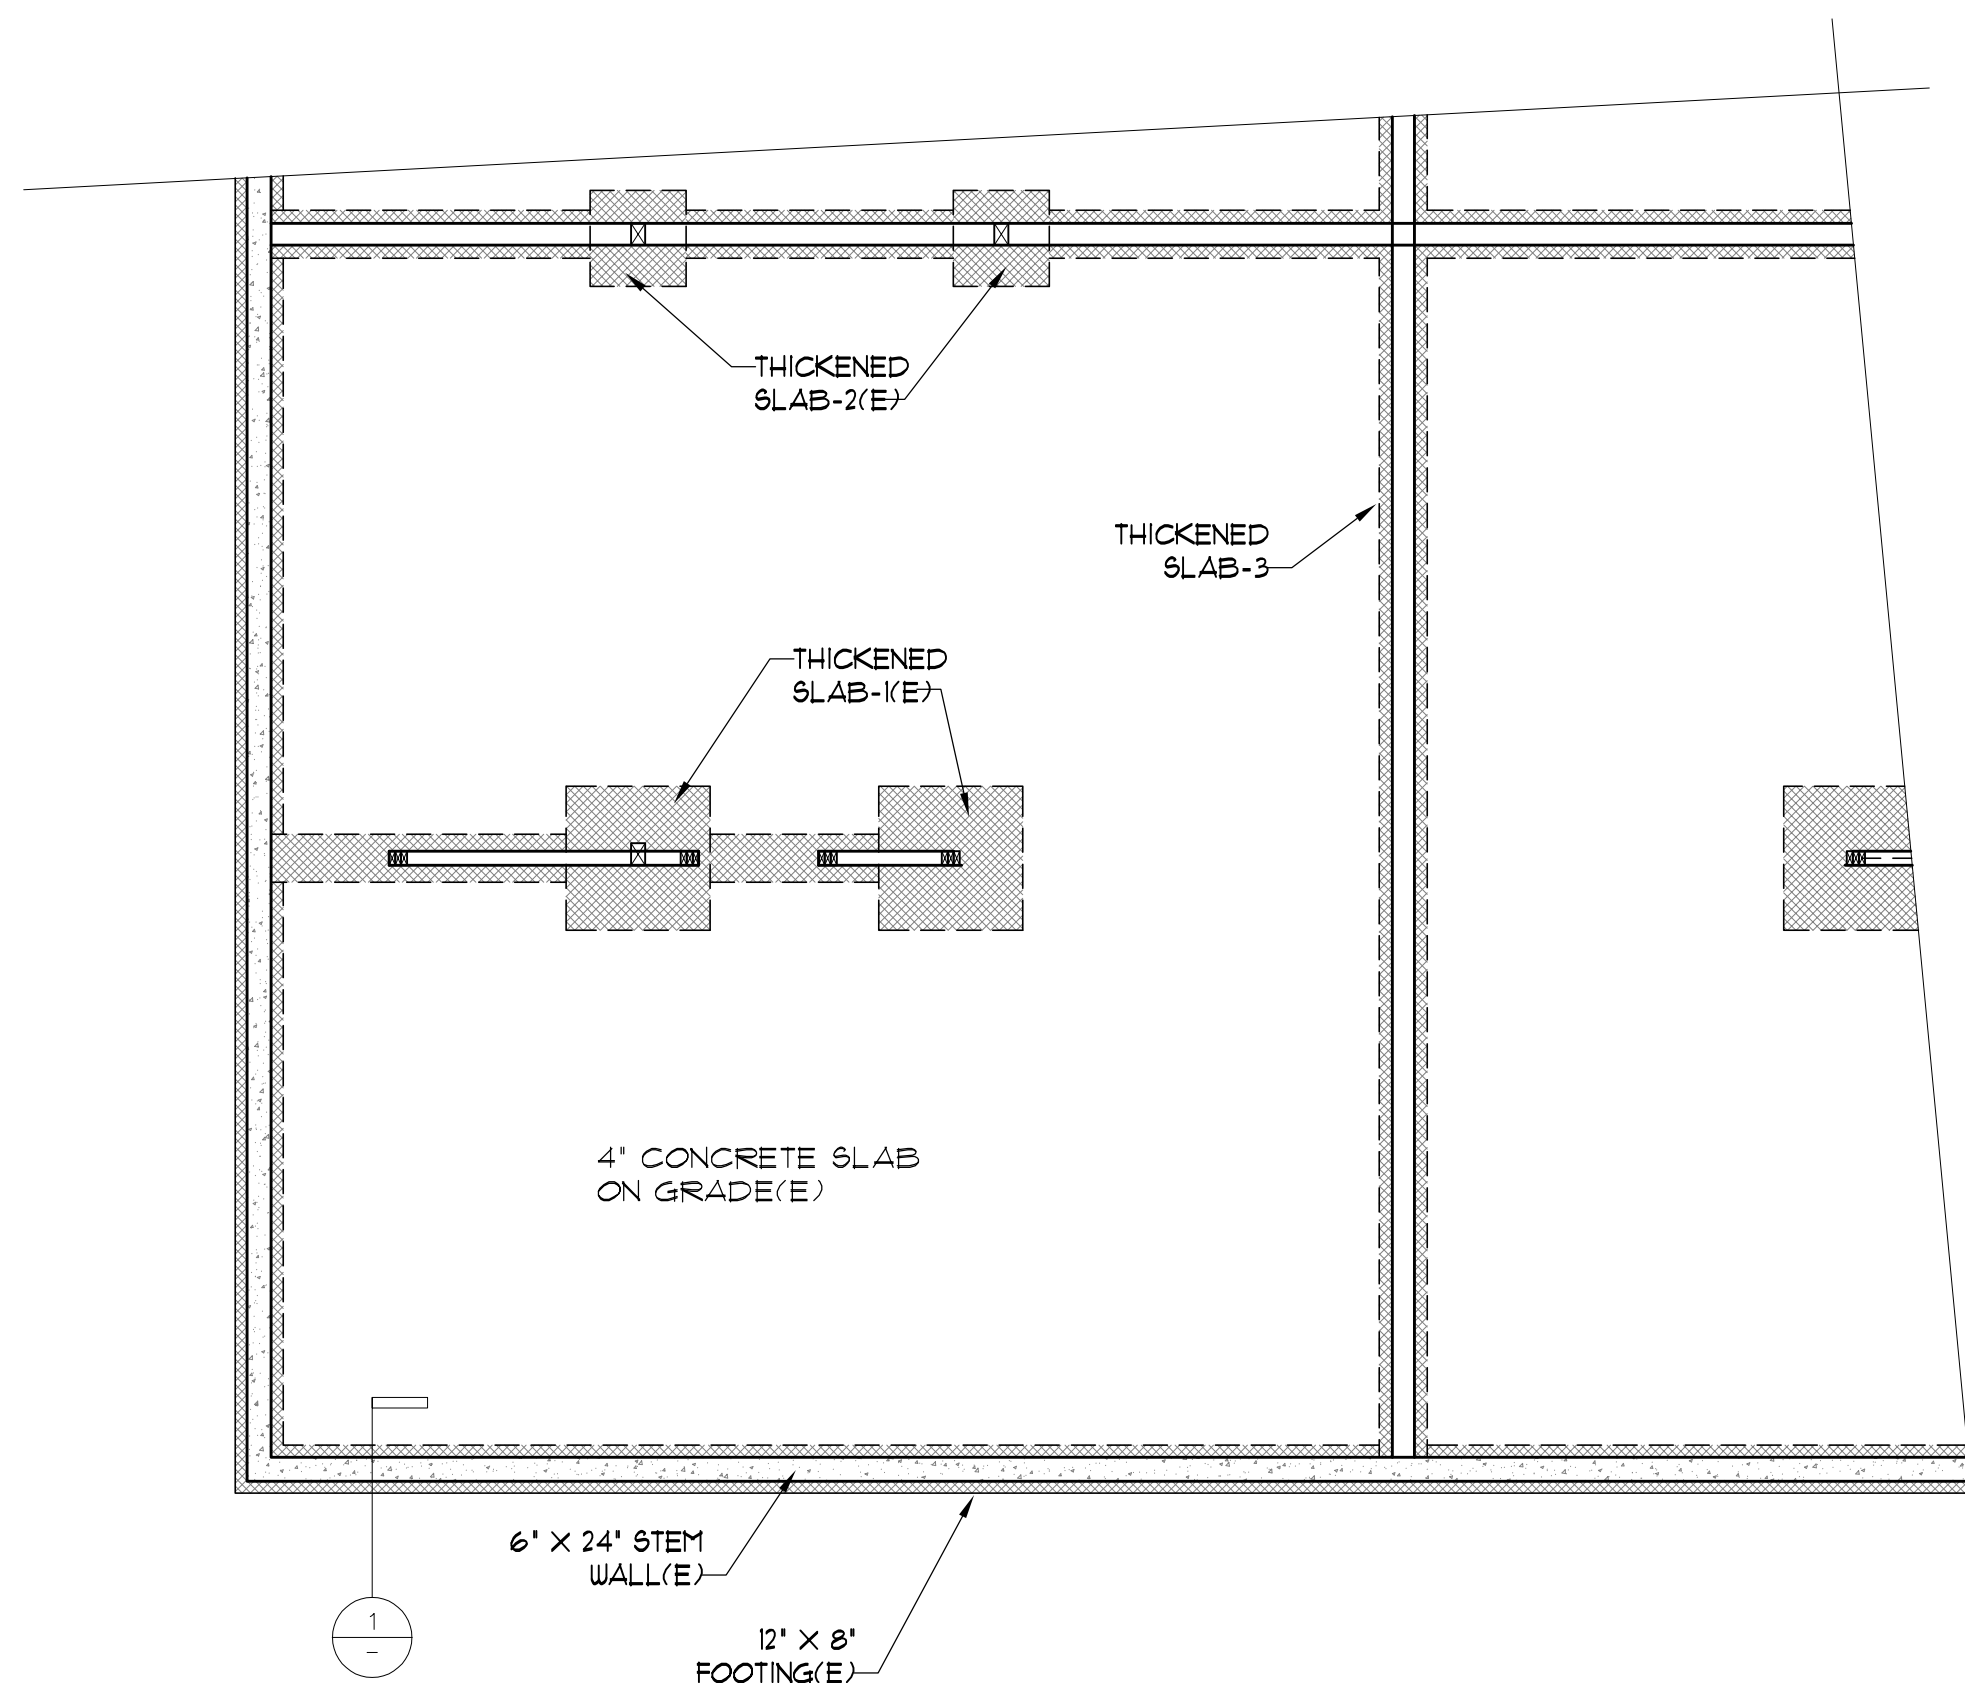 THICKENED
SLAB-2(E)
THICKENED
SLAB-3
THICKENED
SLAB-1(E)
4" CONCRETE SLAB
ON GRADE(E)
6" X 24" STEM
WALL(E)
1
-
12" X 8"
FOOTING(E)